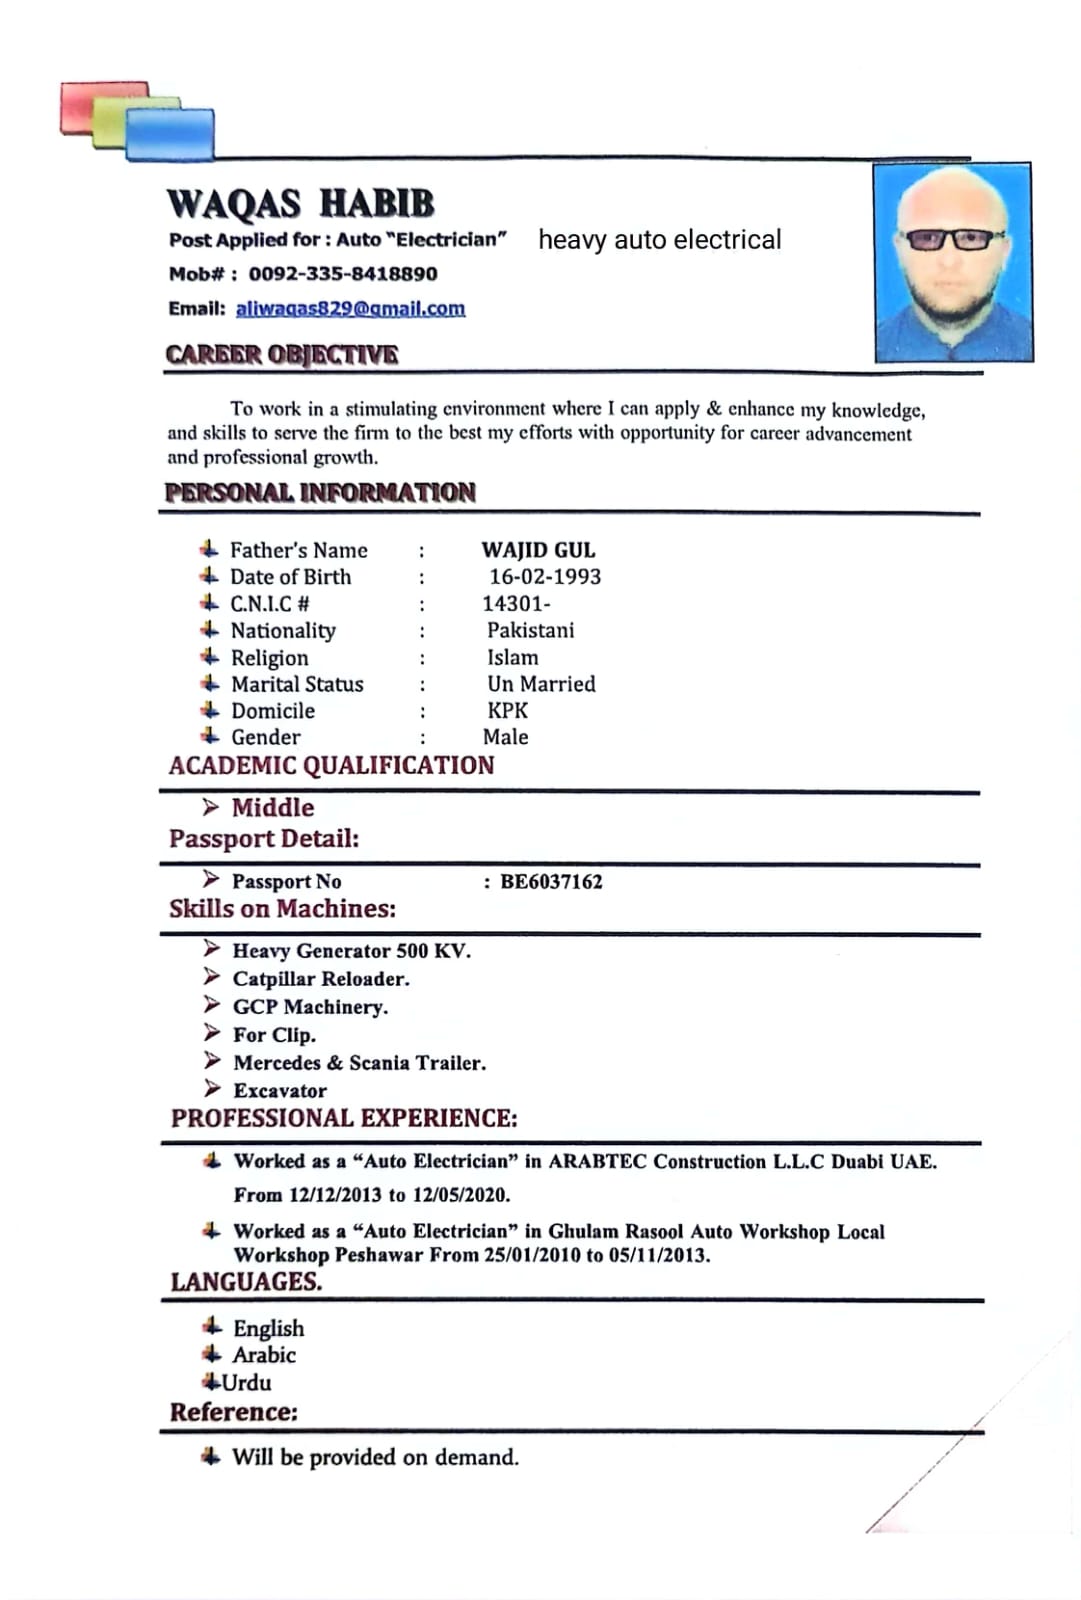 WAQAS HABIB
Post Applied for : Auto "Electrician" heavy auto electrical
Mob# : 0092-335-8418890
Email: aliwaqas829@gmail.com
CAREER OBJECTIVE
To work in a stimulating environment where I can apply & enhance my knowledge,
and skills to serve the firm to the best my efforts with opportunity for career advancement
and professional growth.
PERSONAL INFORMATION
Father's Name : WAJID GUL
Date of Birth : 16-02-1993
C.N.I.C # : 14301-
Nationality : Pakistani
Religion : Islam
Marital Status : Un Married
Domicile : KPK
Gender : Male
ACADEMIC QUALIFICATION
Middle
Passport Detail:
Passport No : BE6037162
Skills on Machines:
Heavy Generator 500 KV.
Catpillar Reloader.
GCP Machinery.
For Clip.
Mercedes & Scania Trailer.
Excavator
PROFESSIONAL EXPERIENCE:
Worked as a “Auto Electrician” in ARABTEC Construction L.L.C Duabi UAE.
From 12/12/2013 to 12/05/2020.
Worked as a “Auto Electrician” in Ghulam Rasool Auto Workshop Local
Workshop Peshawar From 25/01/2010 to 05/11/2013.
LANGUAGES.
English
Arabic
Urdu
Reference:
Will be provided on demand.